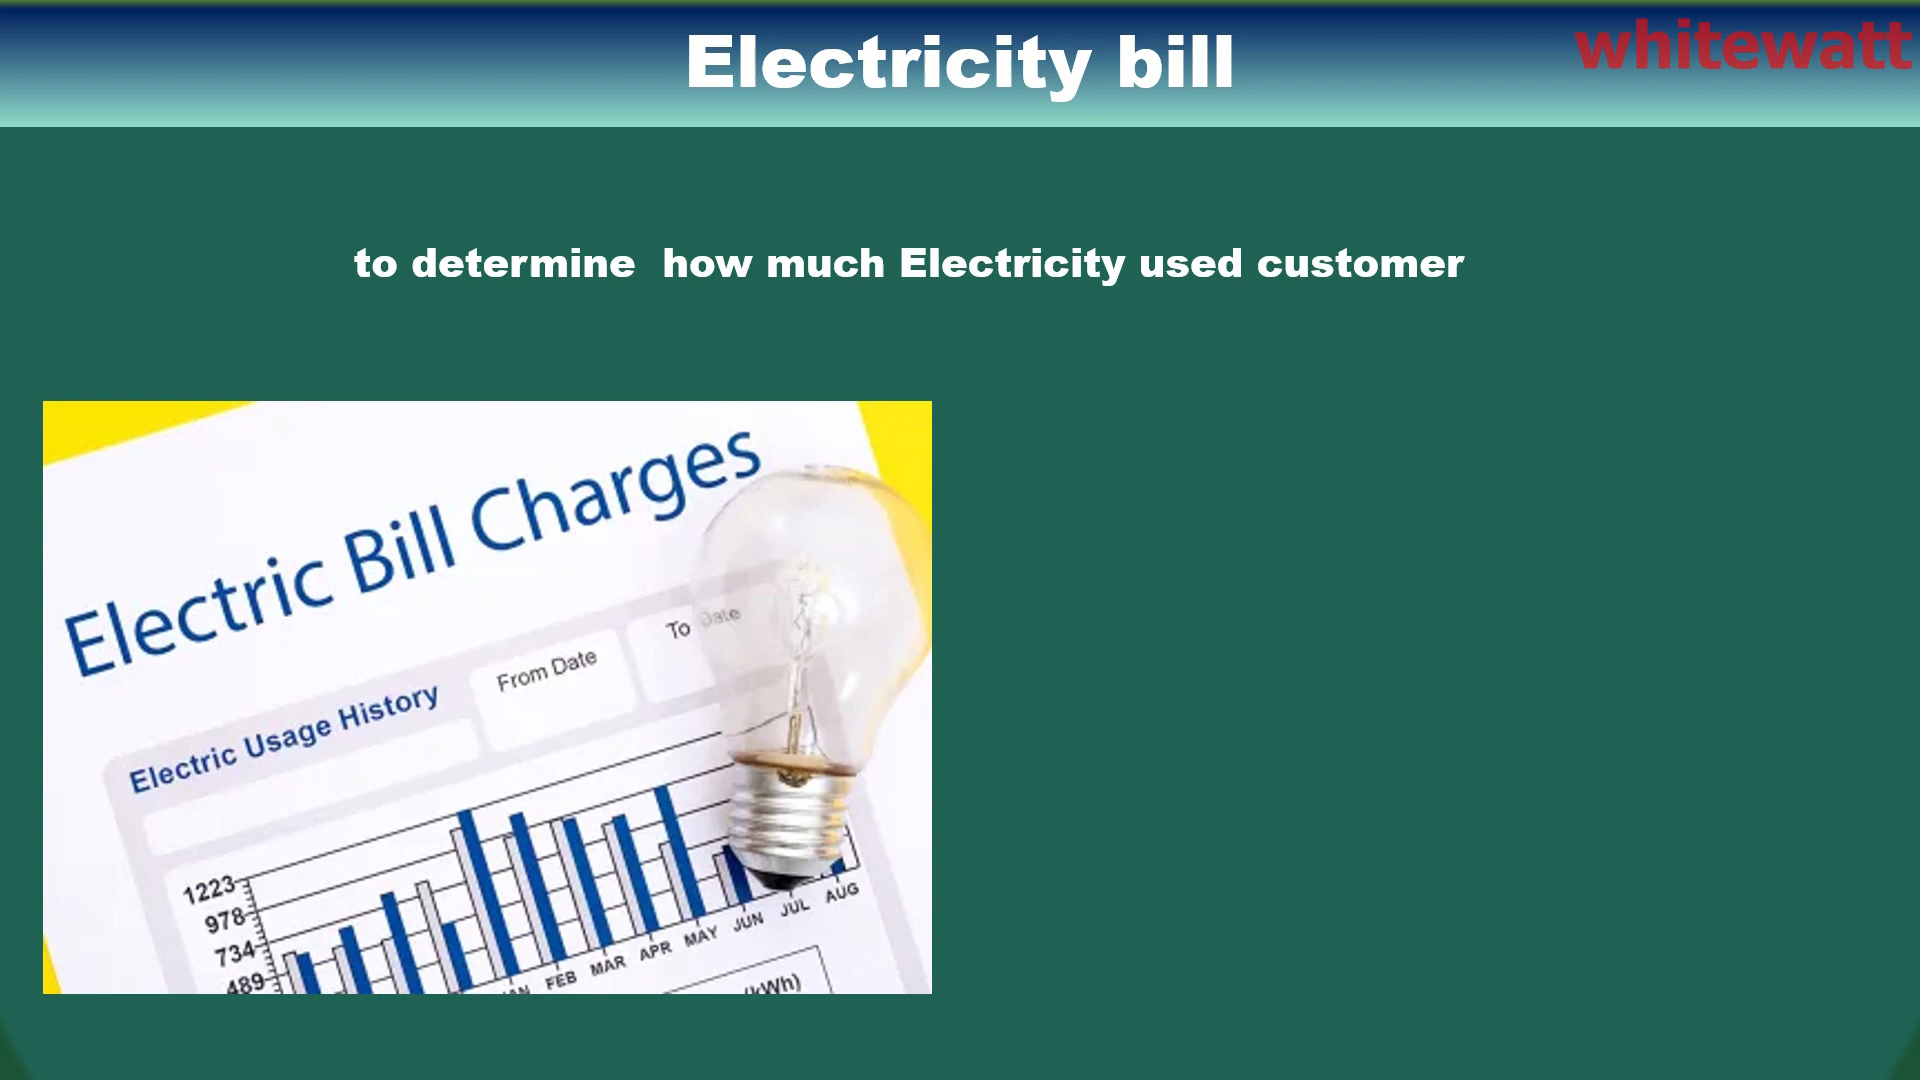 Electricity bill
whitewatt
to determine  how much Electricity used customer
Electric Bill Charges
To Date
From Date
Electric Usage History
1223
978
734
489
FEB MAR APR MAY JUN JUL AUG
(kWh)